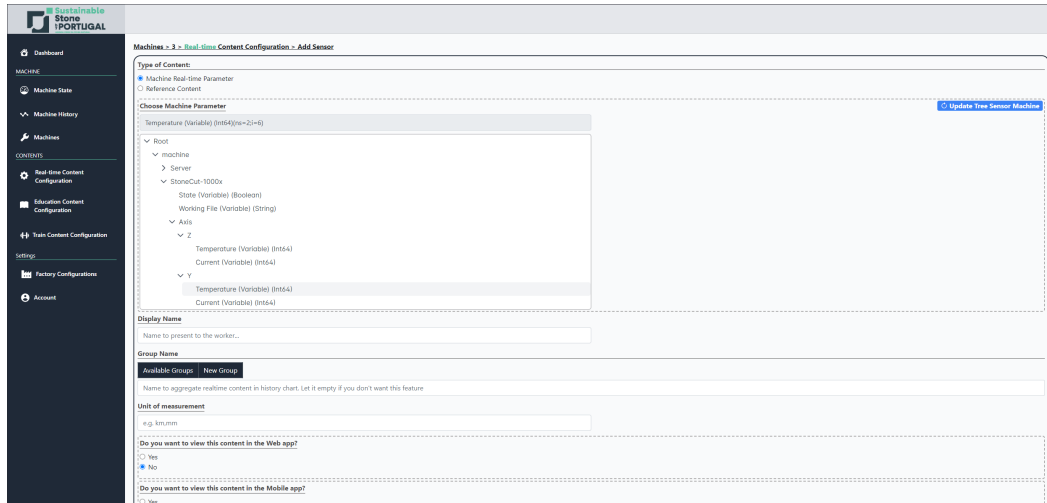 Sustainable
Stone
by PORTUGAL
Dashboard
MACHINE
Machine State
Machine History
Machines
CONTENTS
Real-time Content
Configuration
Education Content
Configuration
Train Content Configuration
Settings
Factory Configurations
Account
Machines > 3 > Real-time Content Configuration > Add Sensor
Type of Content:
Machine Real-time Parameter
Reference Content
Choose Machine Parameter
Update Tree Sensor Machine
Temperature (Variable) (Int64)(ns=2;i=6)
Root
machine
Server
StoneCut-1000x
State (Variable) (Boolean)
Working File (Variable) (String)
Axis
Z
Temperature (Variable) (Int64)
Current (Variable) (Int64)
Y
Temperature (Variable) (Int64)
Current (Variable) (Int64)
Display Name
Name to present to the worker...
Group Name
Available Groups New Group
Name to aggregate realtime content in history chart. Let it empty if you don't want this feature
Unit of measurement
e.g. km,mm
Do you want to view this content in the Web app?
Yes
No
Do you want to view this content in the Mobile app?
Yes